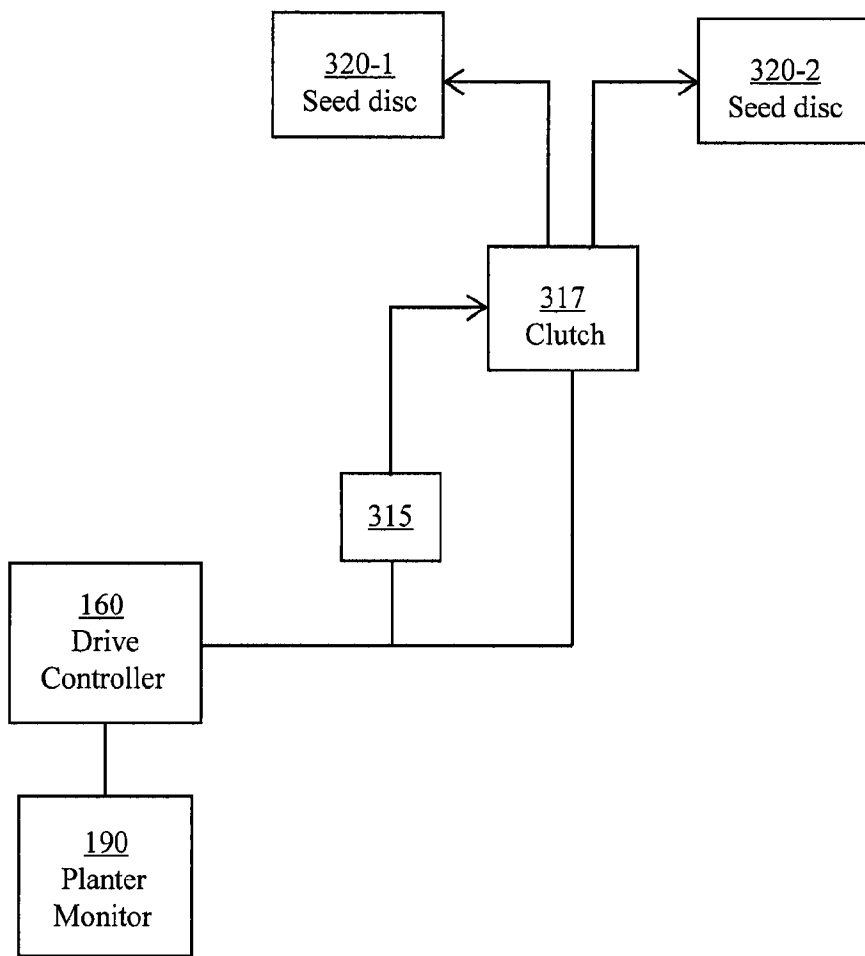 320-1
Seed disc
320-2
Seed disc
317
Clutch
315
160
Drive
Controller
190
Planter
Monitor